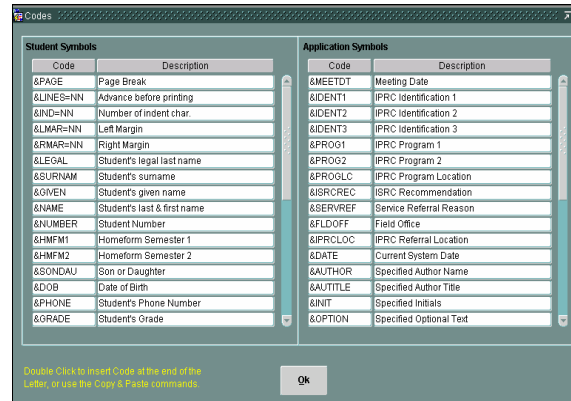 Codes
Student Symbols
Code Description
&PAGE Page Break
&LINES=NN Advance before printing
&IND=NN Number of indent char.
&LMAR=NN Left Margin
&RMAR=NN Right Margin
&LEGAL Student's legal last name
&SURNAM Student's surname
&GIVEN Student's given name
&NAME Student's last & first name
&NUMBER Student Number
&HMFM1 Homeform Semester 1
&HMFM2 Homeform Semester 2
&SONDAU Son or Daughter
&DOB Date of Birth
&PHONE Student's Phone Number
&GRADE Student's Grade
Application Symbols
Code Description
&MEETDT Meeting Date
&IDENT1 IPRC Identification 1
&IDENT2 IPRC Identification 2
&IDENT3 IPRC Identification 3
&PROG1 IPRC Program 1
&PROG2 IPRC Program 2
&PROGLC IPRC Program Location
&ISRCREC ISRC Recommendation
&SERVREF Service Referral Reason
&FLDOFF Field Office
&IPRCLOC IPRC Referral Location
&DATE Current System Date
&AUTHOR Specified Author Name
&AUTITLE Specified Author Title
&INIT Specified Initials
&OPTION Specified Optional Text
Double Click to insert Code at the end of the
Letter, or use the Copy & Paste commands.
Ok